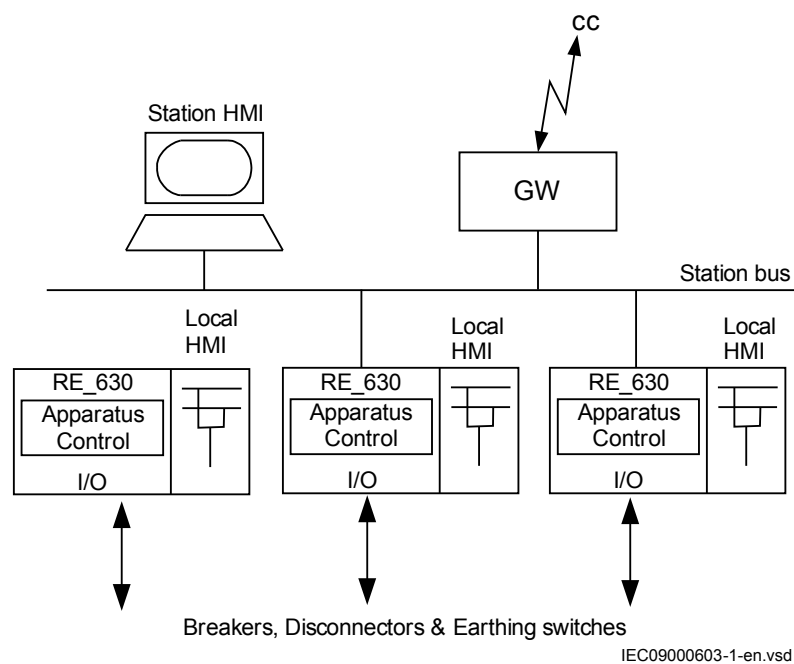 cc
Station HMI
GW
Station bus
Local
HMI
Local
HMI
Local
HMI
RE_630
Apparatus
Control
I/O
RE_630
Apparatus
Control
I/O
RE_630
Apparatus
Control
I/O
Breakers, Disconnectors & Earthing switches
IEC09000603-1-en.vsd